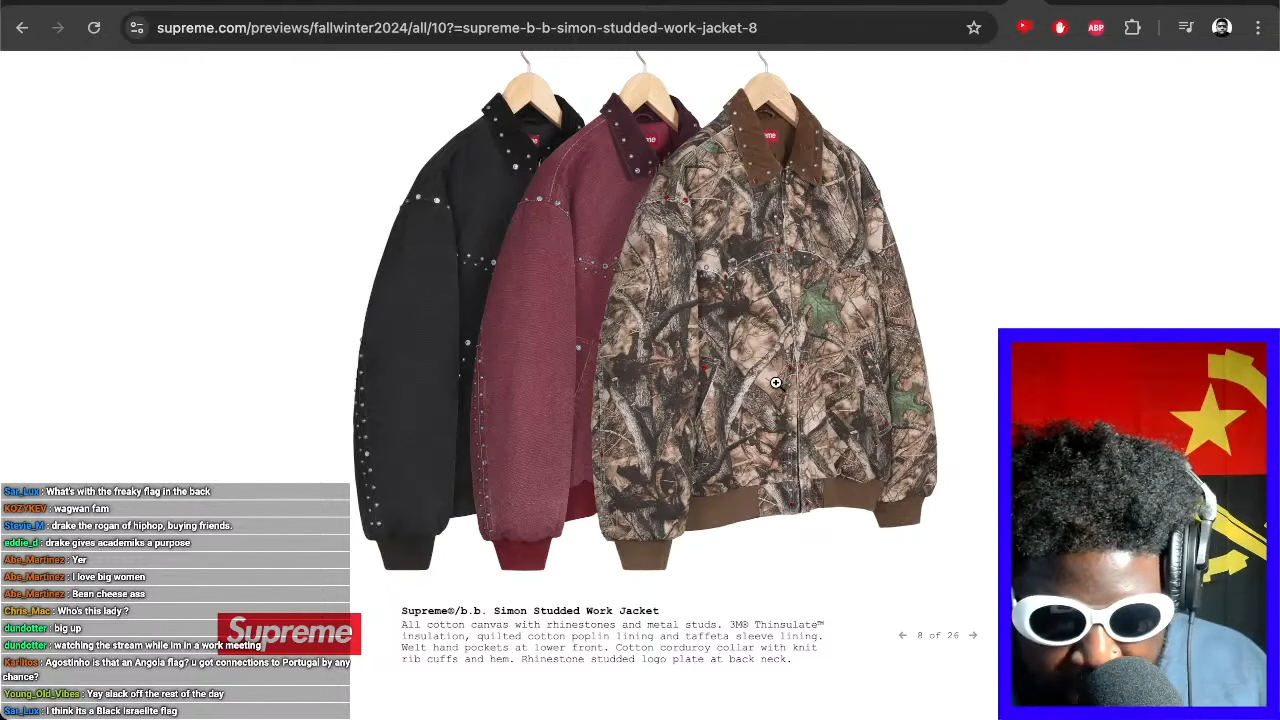 supreme.com/previews/fallwinter2024/all/10?=supreme-b-b-simon-studded-work-jacket-8
ABP
me
me
Sar_Lux : What's with the freaky flag in the back
KOZYKEV : wagwan fam
Stevie_M : drake the rogan of hiphop, buying friends.
eddie_d : drake gives academiks a purpose
Abe_Martinez : Yer
Abe_Martinez : I love big women
Abe_Martinez : Bean cheese ass
Chris_Mac : Who's this lady ?
dundotter : big up
dundotter : watching the stream while im in a work meeting
Karlitos : Agostinho is that an Angola flag? u got connections to Portugal by any
chance?
Young_Old_Vibes : Yay slack off the rest of the day
Sar_Lux : I think its a Black Israelite flag
Supreme
Supreme®/b.b. Simon Studded Work Jacket
All cotton canvas with rhinestones and metal studs. 3M® Thinsulate™
insulation, quilted cotton poplin lining and taffeta sleeve lining.
Welt hand pockets at lower front. Cotton corduroy collar with knit
rib cuffs and hem. Rhinestone studded logo plate at back neck.
← 8 of 26 →